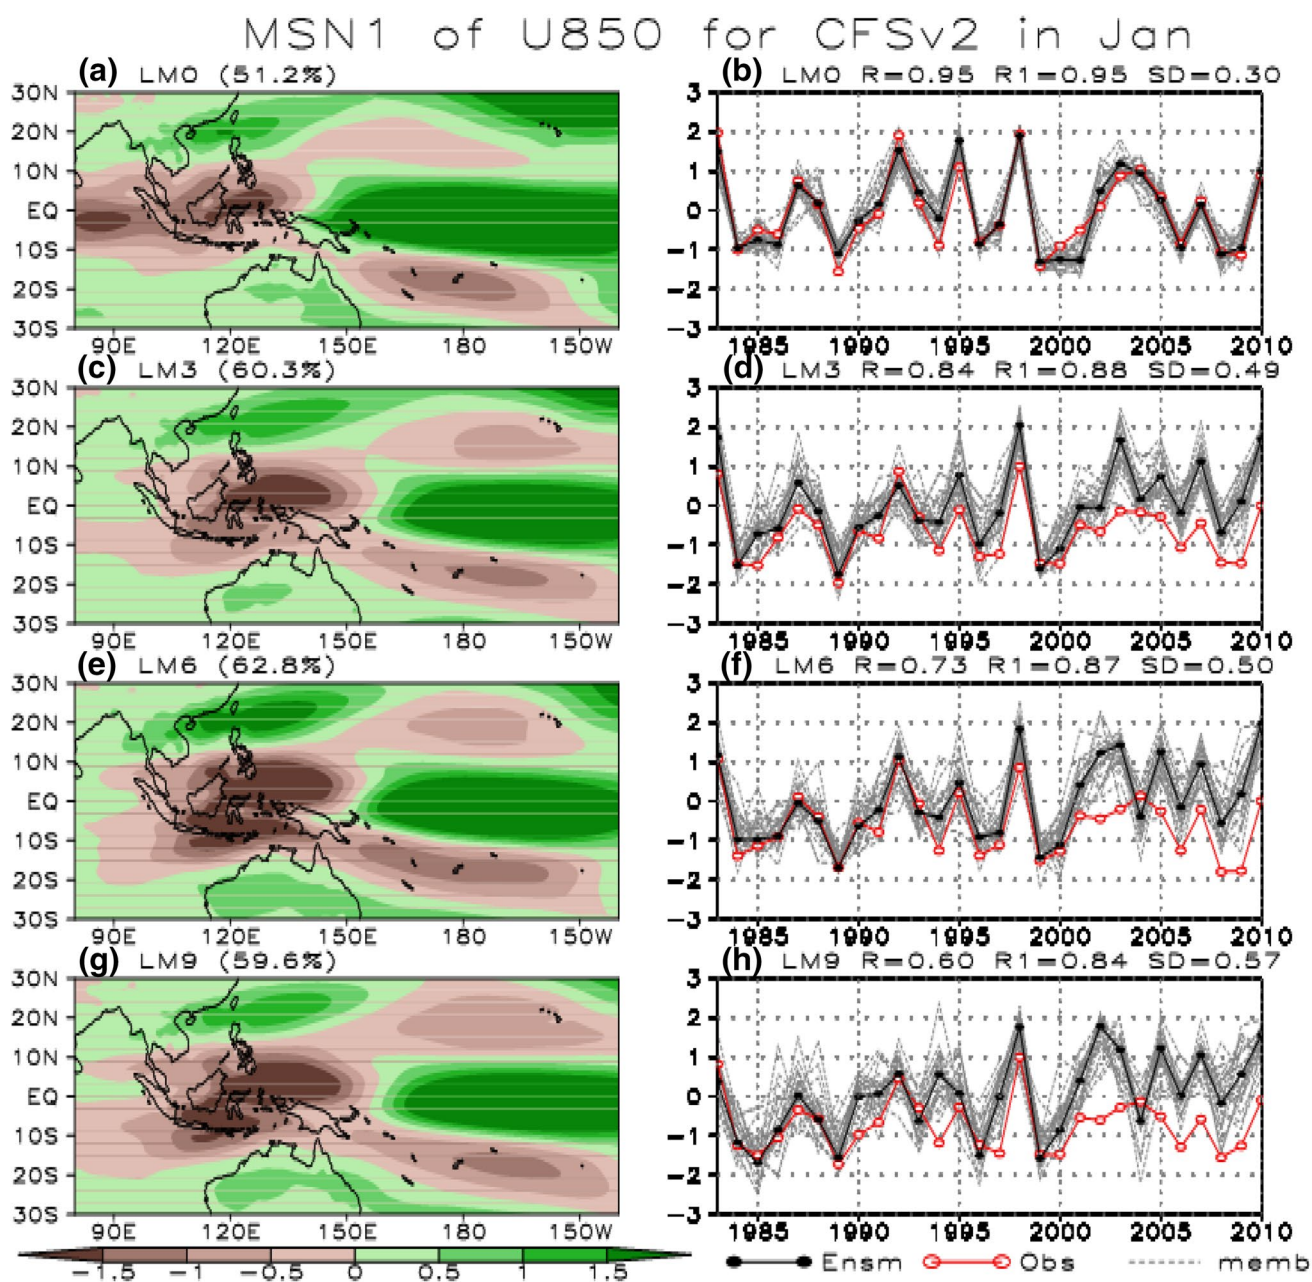 MSN1 of U850 for CFSv2 in Jan
(a) LM0 (51.2%)
30N
20N
10N
EQ
10S
20S
30S
90E 120E 150E 180 150W
(b) LM0 R=0.95 R1=0.95 SD=0.30
3
2
1
0
-1
-2
-3
1985 1990 1995 2000 2005 2010
(c) LM3 (60.3%)
30N
20N
10N
EQ
10S
20S
30S
90E 120E 150E 180 150W
(d) LM3 R=0.84 R1=0.88 SD=0.49
3
2
1
0
-1
-2
-3
1985 1990 1995 2000 2005 2010
(e) LM6 (62.8%)
30N
20N
10N
EQ
10S
20S
30S
90E 120E 150E 180 150W
(f) LM6 R=0.73 R1=0.87 SD=0.50
3
2
1
0
-1
-2
-3
1985 1990 1995 2000 2005 2010
(g) LM9 (59.6%)
30N
20N
10N
EQ
10S
20S
30S
90E 120E 150E 180 150W
(h) LM9 R=0.60 R1=0.84 SD=0.57
3
2
1
0
-1
-2
-3
1985 1990 1995 2000 2005 2010
-1.5 -1 -0.5 0 0.5 1 1.5
Ensm Obs memb